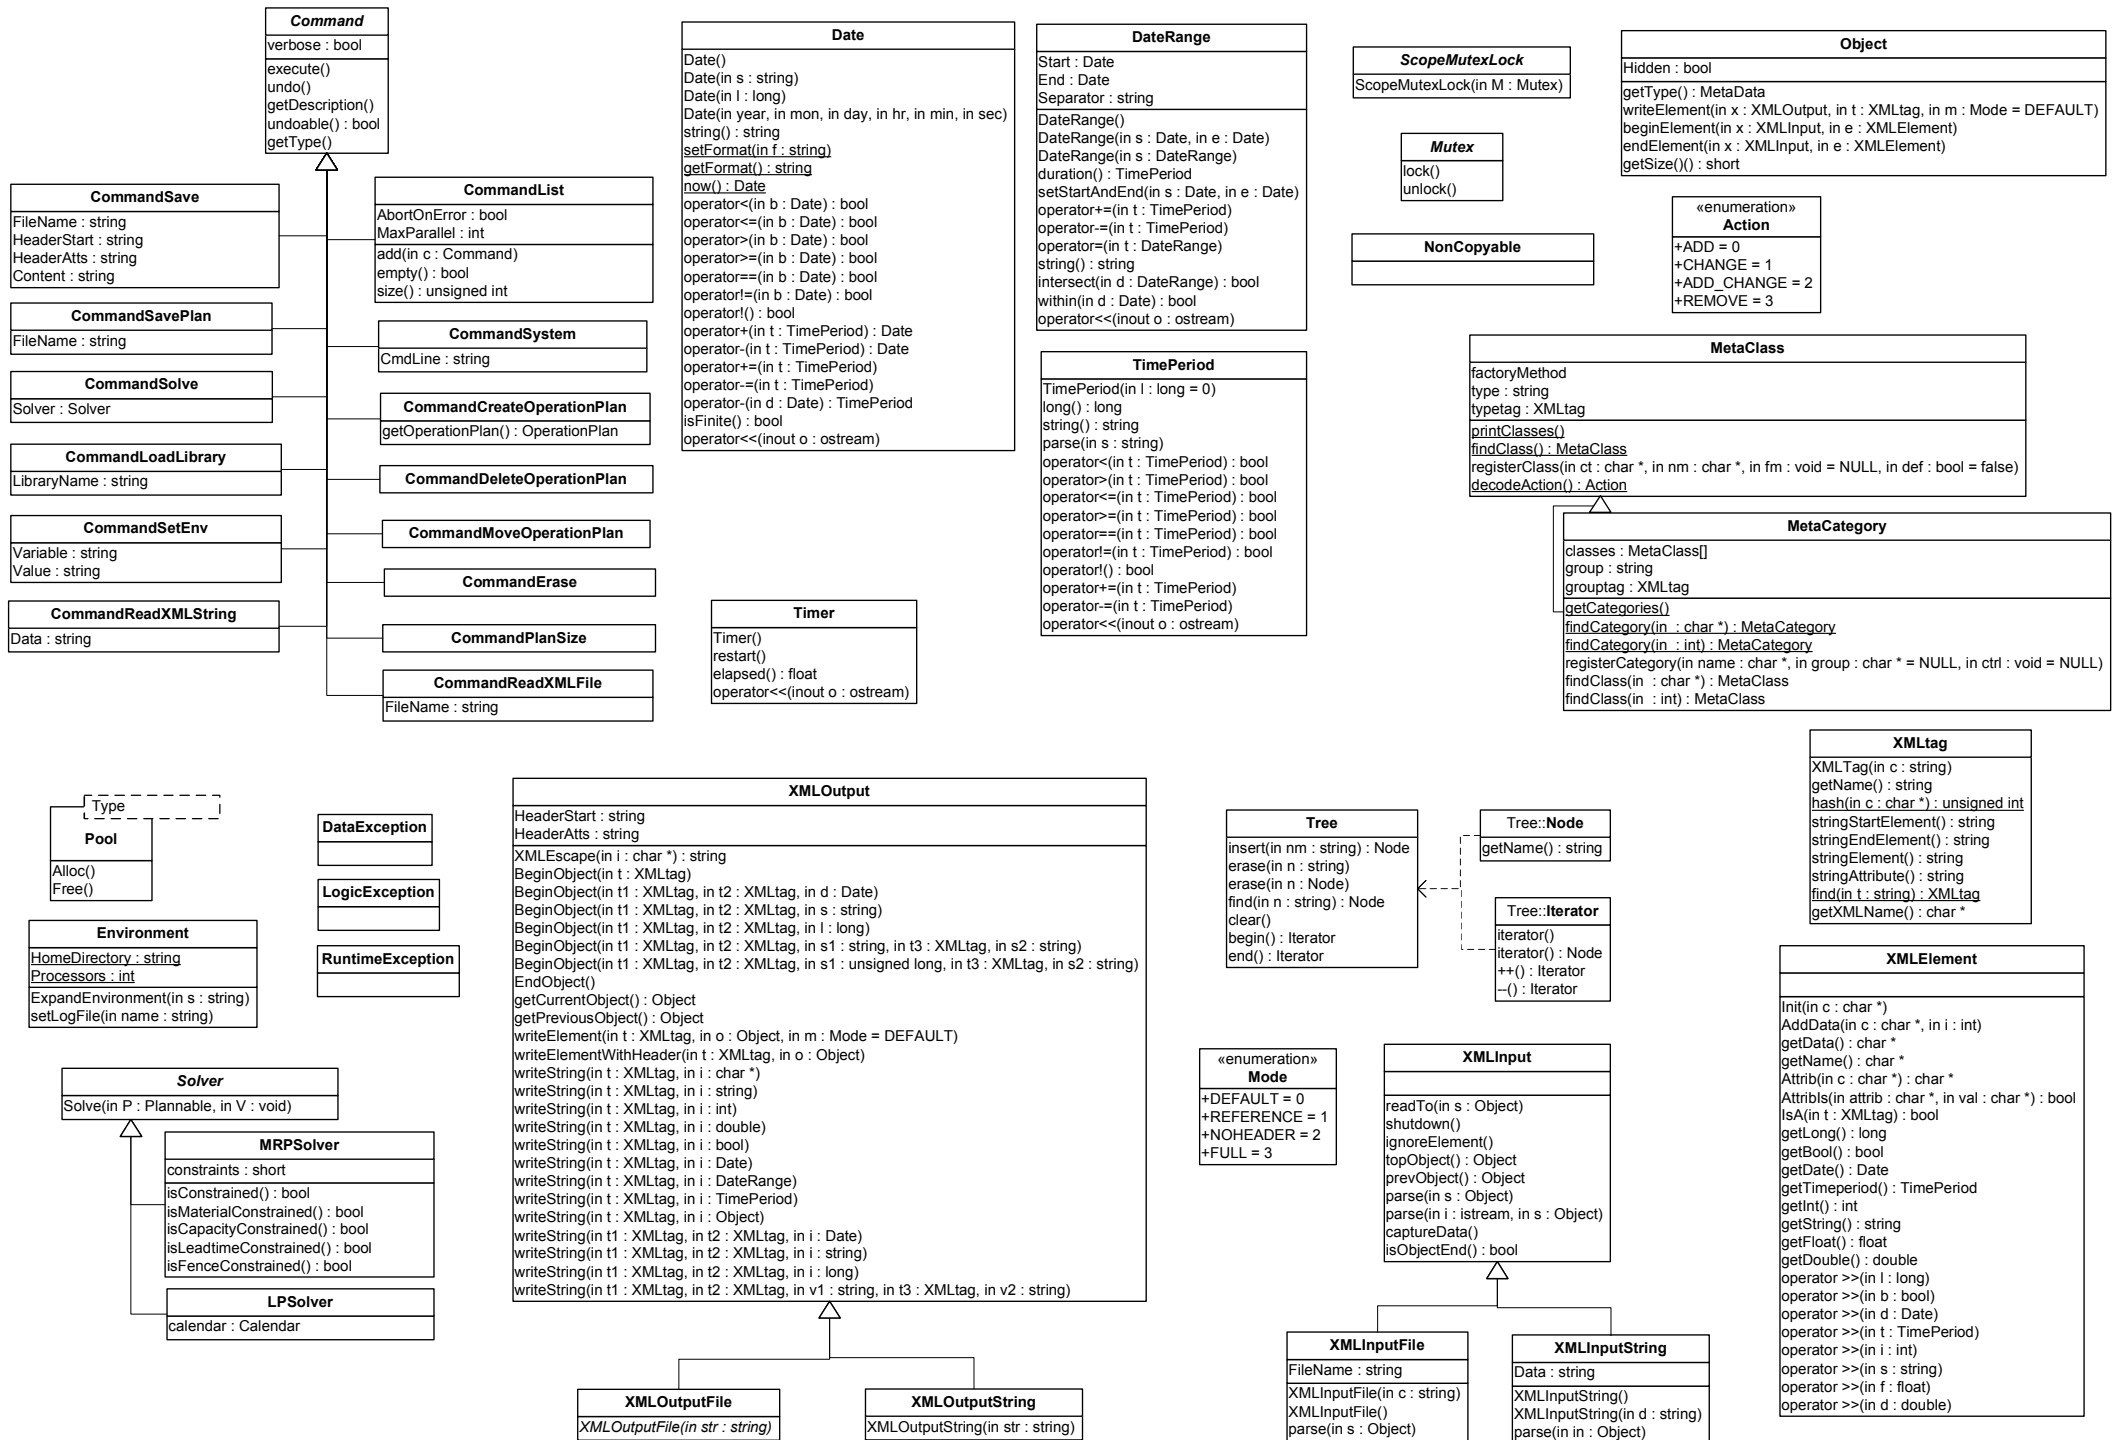 Command
verbose : bool
execute()
undo()
getDescription()
undoable() : bool
getType()
CommandSave
FileName : string
HeaderStart : string
HeaderAtts : string
Content : string
CommandSavePlan
FileName : string
CommandSolve
Solver : Solver
CommandLoadLibrary
LibraryName : string
CommandSetEnv
Variable : string
Value : string
CommandReadXMLString
Data : string
CommandList
AbortOnError : bool
MaxParallel : int
add(in c : Command)
empty() : bool
size() : unsigned int
CommandSystem
CmdLine : string
CommandCreateOperationPlan
getOperationPlan() : OperationPlan
CommandDeleteOperationPlan
CommandMoveOperationPlan
CommandErase
CommandPlanSize
CommandReadXMLFile
FileName : string
Date
Date()
Date(in s : string)
Date(in l : long)
Date(in year, in mon, in day, in hr, in min, in sec)
string() : string
setFormat(in f : string)
getFormat() : string
now() : Date
operator<(in b : Date) : bool
operator<=(in b : Date) : bool
operator>(in b : Date) : bool
operator>=(in b : Date) : bool
operator==(in b : Date) : bool
operator!=(in b : Date) : bool
operator!() : bool
operator+(in t : TimePeriod) : Date
operator-(in t : TimePeriod) : Date
operator+=(in t : TimePeriod)
operator-=(in t : TimePeriod)
operator-(in d : Date) : TimePeriod
isFinite() : bool
operator<<(inout o : ostream)
Timer
Timer()
restart()
elapsed() : float
operator<<(inout o : ostream)
DateRange
Start : Date
End : Date
Separator : string
DateRange()
DateRange(in s : Date, in e : Date)
DateRange(in s : DateRange)
duration() : TimePeriod
setStartAndEnd(in s : Date, in e : Date)
operator+=(in t : TimePeriod)
operator-=(in t : TimePeriod)
operator=(in t : DateRange)
string() : string
intersect(in d : DateRange) : bool
within(in d : Date) : bool
operator<<(inout o : ostream)
TimePeriod
TimePeriod(in l : long = 0)
long() : long
string() : string
parse(in s : string)
operator<(in t : TimePeriod) : bool
operator>(in t : TimePeriod) : bool
operator<=(in t : TimePeriod) : bool
operator>=(in t : TimePeriod) : bool
operator==(in t : TimePeriod) : bool
operator!=(in t : TimePeriod) : bool
operator!() : bool
operator+=(in t : TimePeriod)
operator-=(in t : TimePeriod)
operator<<(inout o : ostream)
ScopeMutexLock
ScopeMutexLock(in M : Mutex)
Mutex
lock()
unlock()
NonCopyable
Object
Hidden : bool
getType() : MetaData
writeElement(in x : XMLOutput, in t : XMLtag, in m : Mode = DEFAULT)
beginElement(in x : XMLInput, in e : XMLElement)
endElement(in x : XMLInput, in e : XMLElement)
getSize()() : short
«enumeration»
Action
+ADD = 0
+CHANGE = 1
+ADD_CHANGE = 2
+REMOVE = 3
MetaClass
factoryMethod
type : string
typetag : XMLtag
printClasses()
findClass() : MetaClass
registerClass(in ct : char *, in nm : char *, in fm : void = NULL, in def : bool = false)
decodeAction() : Action
MetaCategory
classes : MetaClass[]
group : string
grouptag : XMLtag
getCategories()
findCategory(in  : char *) : MetaCategory
findCategory(in  : int) : MetaCategory
registerCategory(in name : char *, in group : char * = NULL, in ctrl : void = NULL)
findClass(in  : char *) : MetaClass
findClass(in  : int) : MetaClass
Type
Pool
Alloc()
Free()
DataException
LogicException
RuntimeException
Environment
HomeDirectory : string
Processors : int
ExpandEnvironment(in s : string)
setLogFile(in name : string)
Solver
Solve(in P : Plannable, in V : void)
MRPSolver
constraints : short
isConstrained() : bool
isMaterialConstrained() : bool
isCapacityConstrained() : bool
isLeadtimeConstrained() : bool
isFenceConstrained() : bool
LPSolver
calendar : Calendar
XMLOutput
HeaderStart : string
HeaderAtts : string
XMLEscape(in i : char *) : string
BeginObject(in t : XMLtag)
BeginObject(in t1 : XMLtag, in t2 : XMLtag, in d : Date)
BeginObject(in t1 : XMLtag, in t2 : XMLtag, in s : string)
BeginObject(in t1 : XMLtag, in t2 : XMLtag, in l : long)
BeginObject(in t1 : XMLtag, in t2 : XMLtag, in s1 : string, in t3 : XMLtag, in s2 : string)
BeginObject(in t1 : XMLtag, in t2 : XMLtag, in s1 : unsigned long, in t3 : XMLtag, in s2 : string)
EndObject()
getCurrentObject() : Object
getPreviousObject() : Object
writeElement(in t : XMLtag, in o : Object, in m : Mode = DEFAULT)
writeElementWithHeader(in t : XMLtag, in o : Object)
writeString(in t : XMLtag, in i : char *)
writeString(in t : XMLtag, in i : string)
writeString(in t : XMLtag, in i : int)
writeString(in t : XMLtag, in i : double)
writeString(in t : XMLtag, in i : bool)
writeString(in t : XMLtag, in i : Date)
writeString(in t : XMLtag, in i : DateRange)
writeString(in t : XMLtag, in i : TimePeriod)
writeString(in t : XMLtag, in i : Object)
writeString(in t1 : XMLtag, in t2 : XMLtag, in i : Date)
writeString(in t1 : XMLtag, in t2 : XMLtag, in i : string)
writeString(in t1 : XMLtag, in t2 : XMLtag, in i : long)
writeString(in t1 : XMLtag, in t2 : XMLtag, in v1 : string, in t3 : XMLtag, in v2 : string)
XMLOutputFile
XMLOutputFile(in str : string)
XMLOutputString
XMLOutputString(in str : string)
Tree
insert(in nm : string) : Node
erase(in n : string)
erase(in n : Node)
find(in n : string) : Node
clear()
begin() : Iterator
end() : Iterator
Tree::Node
getName() : string
Tree::Iterator
iterator()
iterator() : Node
++() : Iterator
--() : Iterator
«enumeration»
Mode
+DEFAULT = 0
+REFERENCE = 1
+NOHEADER = 2
+FULL = 3
XMLInput
readTo(in s : Object)
shutdown()
ignoreElement()
topObject() : Object
prevObject() : Object
parse(in s : Object)
parse(in i : istream, in s : Object)
captureData()
isObjectEnd() : bool
XMLInputFile
FileName : string
XMLInputFile(in c : string)
XMLInputFile()
parse(in s : Object)
XMLInputString
Data : string
XMLInputString()
XMLInputString(in d : string)
parse(in in : Object)
XMLtag
XMLTag(in c : string)
getName() : string
hash(in c : char *) : unsigned int
stringStartElement() : string
stringEndElement() : string
stringElement() : string
stringAttribute() : string
find(in t : string) : XMLtag
getXMLName() : char *
XMLElement
Init(in c : char *)
AddData(in c : char *, in i : int)
getData() : char *
getName() : char *
Attrib(in c : char *) : char *
AttribIs(in attrib : char *, in val : char *) : bool
IsA(in t : XMLtag) : bool
getLong() : long
getBool() : bool
getDate() : Date
getTimeperiod() : TimePeriod
getInt() : int
getString() : string
getFloat() : float
getDouble() : double
operator >>(in l : long)
operator >>(in b : bool)
operator >>(in d : Date)
operator >>(in t : TimePeriod)
operator >>(in i : int)
operator >>(in s : string)
operator >>(in f : float)
operator >>(in d : double)